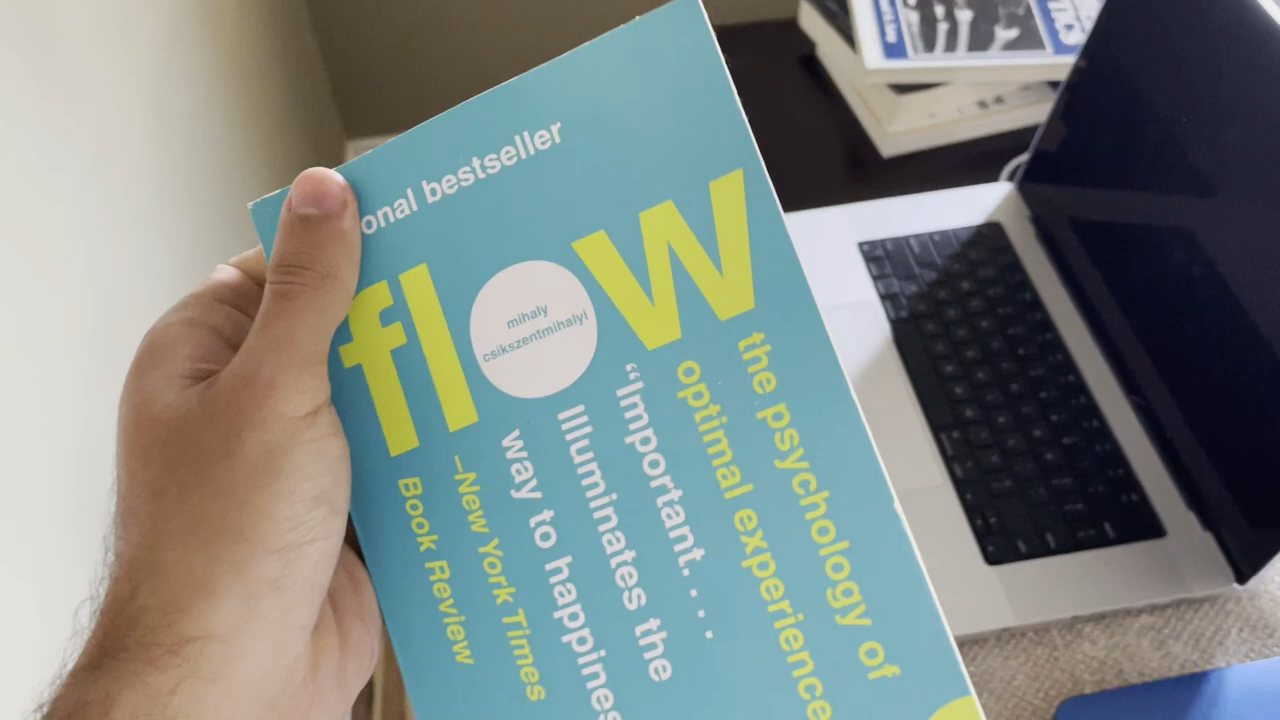 onal bestseller
flow
mihaly
csikszentmihalyi
the psychology of
optimal experience
“Important. . . .
Illuminates the
way to happines
–New York Times
Book Review
TICS